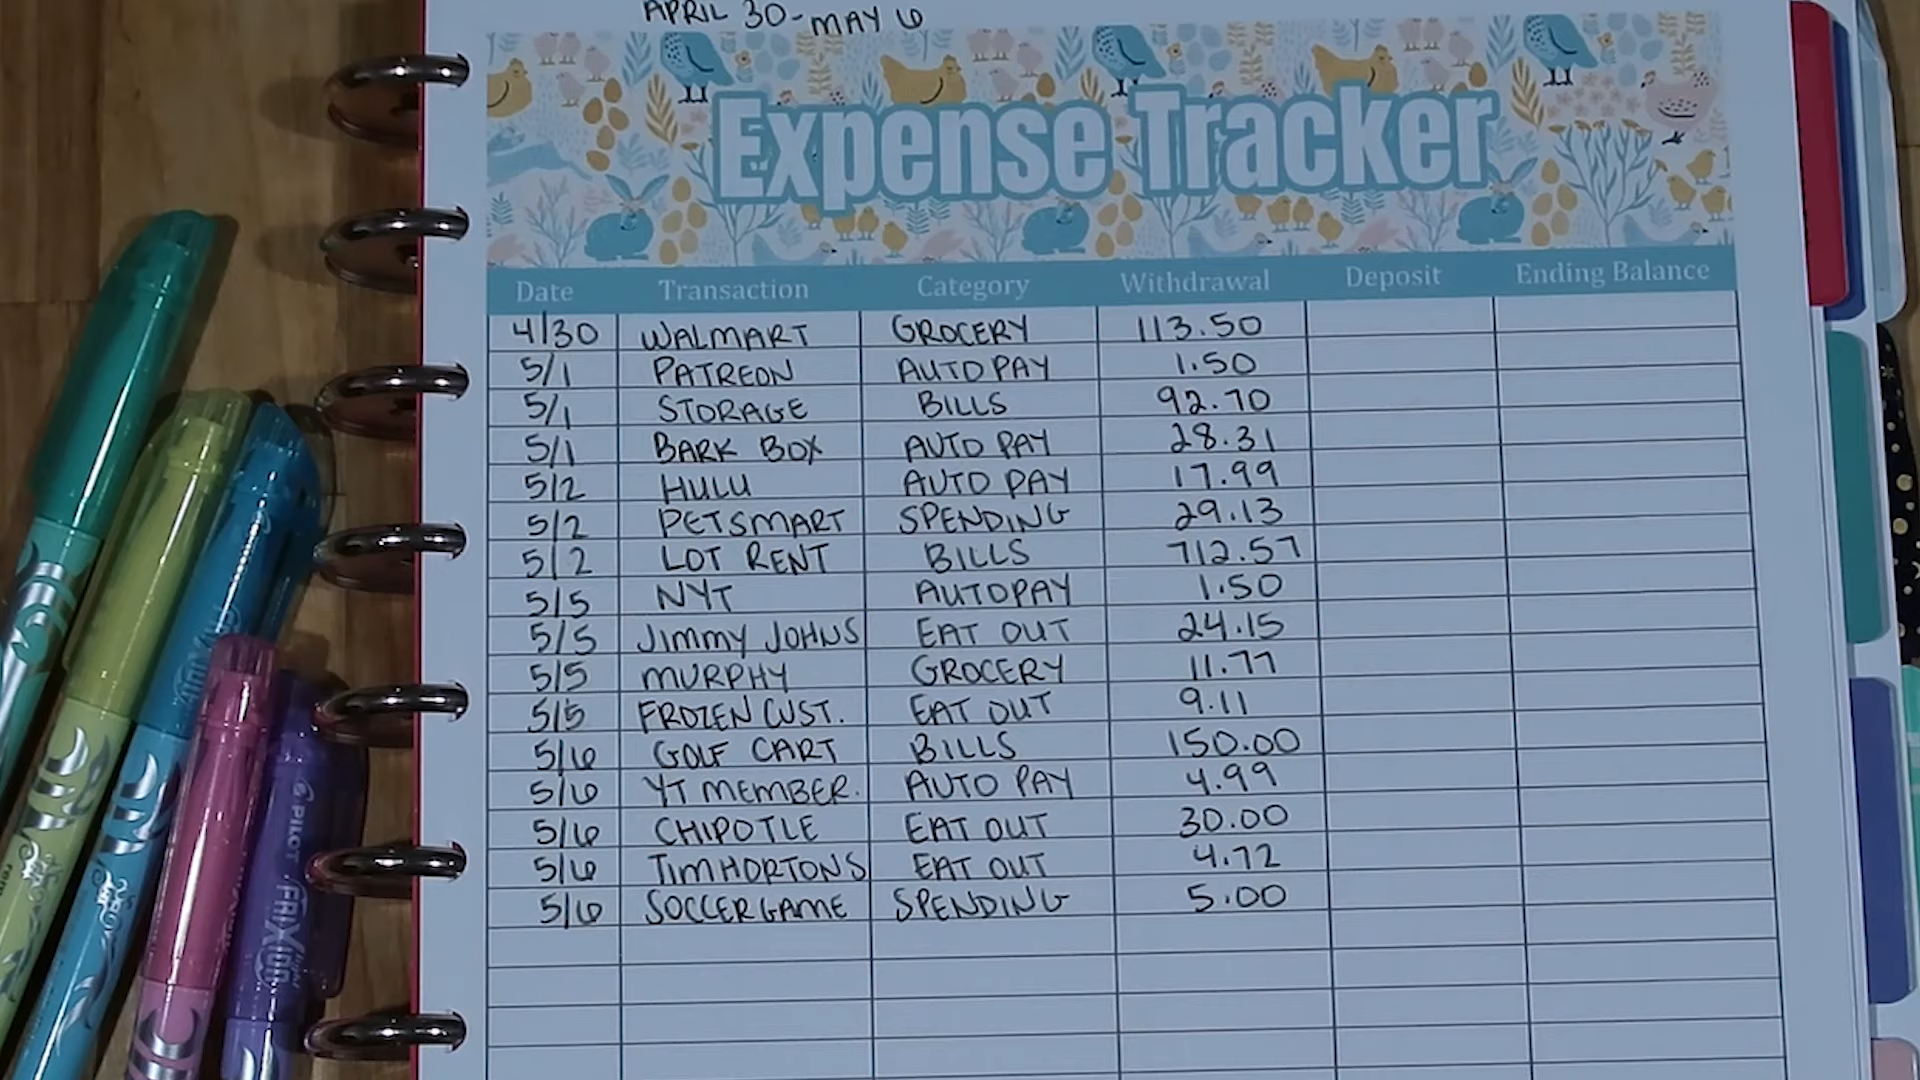 APRIL 30-MAY 6
Expense Tracker
Date Transaction Category Withdrawal Deposit Ending Balance
4/30 WALMART GROCERY 113.50
5/1 PATREON AUTO PAY 1.50
5/1 STORAGE BILLS 92.70
5/1 BARK BOX AUTO PAY 28.31
5/2 HULU AUTO PAY 17.99
5/2 PETSMART SPENDING 29.13
5/2 LOT RENT BILLS 712.57
5/5 NYT AUTOPAY 1.50
5/5 JIMMY JOHNS EAT OUT 24.15
5/5 MURPHY GROCERY 11.77
5/5 FROZEN CUST. EAT OUT 9.11
5/6 GOLF CART BILLS 150.00
5/6 YT MEMBER. AUTO PAY 4.99
5/6 CHIPOTLE EAT OUT 30.00
5/6 TIM HORTONS EAT OUT 4.72
5/6 SOCCER GAME SPENDING 5.00
PILOT FRIXION